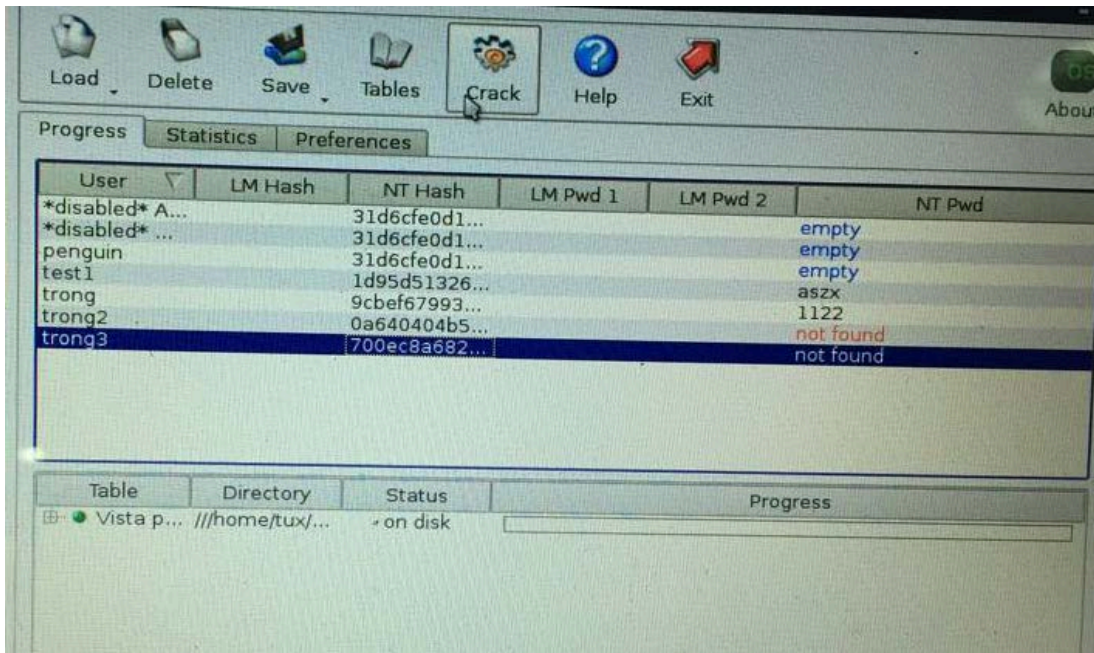 Load Delete Save Tables Crack Help Exit
OS
About
Progress Statistics Preferences
User LM Hash NT Hash LM Pwd 1 LM Pwd 2 NT Pwd
*disabled* A... 31d6cfe0d1... empty
*disabled* ... 31d6cfe0d1... empty
penguin 31d6cfe0d1... empty
test1 1d95d51326... aszx
trong 9cbef67993... 1122
trong2 0a640404b5... not found
trong3 700ec8a682... not found
Table Directory Status Progress
Vista p... ///home/tux/... on disk